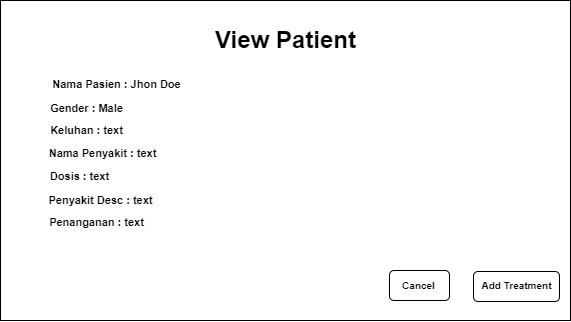 View Patient
Nama Pasien : Jhon Doe
Gender : Male
Keluhan : text
Nama Penyakit : text
Dosis : text
Penyakit Desc : text
Penanganan : text
Cancel
Add Treatment